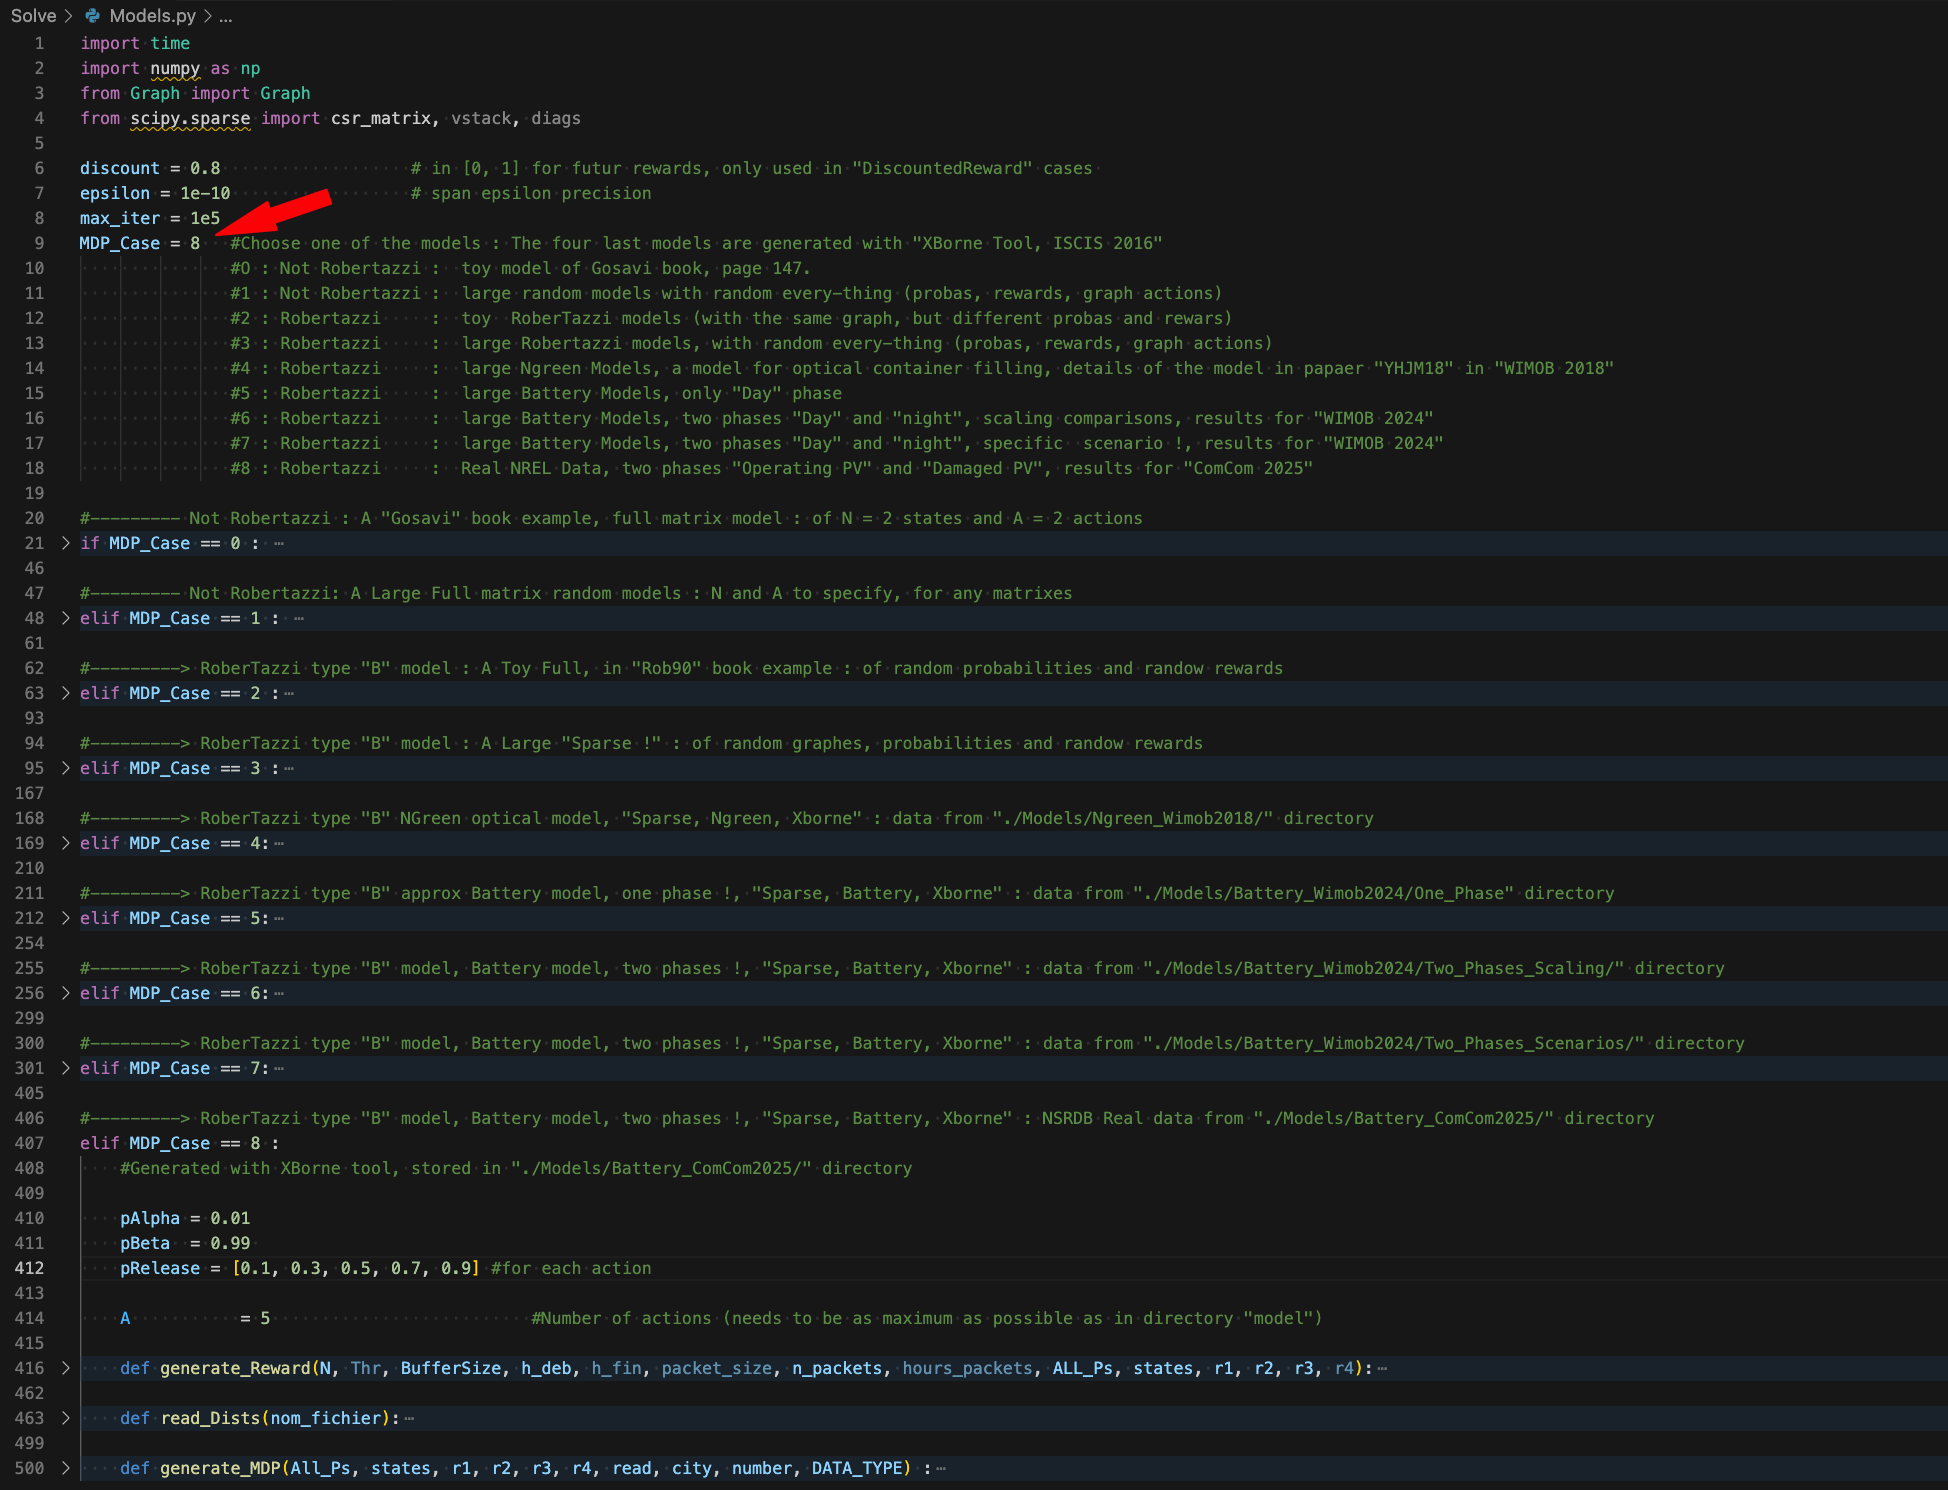 Solve > Models.py > ...
1 import time
2 import numpy as np
3 from Graph import Graph
4 from scipy.sparse import csr_matrix, vstack, diags
5
6 discount = 0.8 # in [0, 1] for futur rewards, only used in "DiscountedReward" cases
7 epsilon = 1e-10 # span epsilon precision
8 max_iter = 1e5
9 MDP_Case = 8 #Choose one of the models : The four last models are generated with "XBorne Tool, ISCIS 2016"
10 #0 : Not Robertazzi : toy model of Gosavi book, page 147.
11 #1 : Not Robertazzi : large random models with random every-thing (probas, rewards, graph actions)
12 #2 : Robertazzi : toy RoberTazzi models (with the same graph, but different probas and rewars)
13 #3 : Robertazzi : large Robertazzi models, with random every-thing (probas, rewards, graph actions)
14 #4 : Robertazzi : large Ngreen Models, a model for optical container filling, details of the model in papaer "YHJM18" in "WIMOB 2018"
15 #5 : Robertazzi : large Battery Models, only "Day" phase
16 #6 : Robertazzi : large Battery Models, two phases "Day" and "night", scaling comparisons, results for "WIMOB 2024"
17 #7 : Robertazzi : large Battery Models, two phases "Day" and "night", specific scenario !, results for "WIMOB 2024"
18 #8 : Robertazzi : Real NREL Data, two phases "Operating PV" and "Damaged PV", results for "ComCom 2025"
19
20 #--------- Not Robertazzi : A "Gosavi" book example, full matrix model : of N = 2 states and A = 2 actions
21 > if MDP_Case == 0 : ⋯
46
47 #--------- Not Robertazzi: A Large Full matrix random models : N and A to specify, for any matrixes
48 > elif MDP_Case == 1 : ⋯
61
62 #---------> RoberTazzi type "B" model : A Toy Full, in "Rob90" book example : of random probabilities and randow rewards
63 > elif MDP_Case == 2 : ⋯
93
94 #---------> RoberTazzi type "B" model : A Large "Sparse !" : of random graphes, probabilities and randow rewards
95 > elif MDP_Case == 3 : ⋯
167
168 #---------> RoberTazzi type "B" NGreen optical model, "Sparse, Ngreen, Xborne" : data from "./Models/Ngreen_Wimob2018/" directory
169 > elif MDP_Case == 4: ⋯
210
211 #---------> RoberTazzi type "B" approx Battery model, one phase !, "Sparse, Battery, Xborne" : data from "./Models/Battery_Wimob2024/One_Phase" directory
212 > elif MDP_Case == 5: ⋯
254
255 #---------> RoberTazzi type "B" model, Battery model, two phases !, "Sparse, Battery, Xborne" : data from "./Models/Battery_Wimob2024/Two_Phases_Scaling/" directory
256 > elif MDP_Case == 6: ⋯
299
300 #---------> RoberTazzi type "B" model, Battery model, two phases !, "Sparse, Battery, Xborne" : data from "./Models/Battery_Wimob2024/Two_Phases_Scenarios/" directory
301 > elif MDP_Case == 7: ⋯
405
406 #---------> RoberTazzi type "B" model, Battery model, two phases !, "Sparse, Battery, Xborne" : NSRDB Real data from "./Models/Battery_ComCom2025/" directory
407 elif MDP_Case == 8 :
408 #Generated with XBorne tool, stored in "./Models/Battery_ComCom2025/" directory
409
410 pAlpha = 0.01
411 pBeta = 0.99
412 pRelease = [0.1, 0.3, 0.5, 0.7, 0.9] #for each action
413
414 A = 5 #Number of actions (needs to be as maximum as possible as in directory "model")
415
416 > def generate_Reward(N, Thr, BufferSize, h_deb, h_fin, packet_size, n_packets, hours_packets, ALL_Ps, states, r1, r2, r3, r4): ⋯
462
463 > def read_Dists(nom_fichier): ⋯
499
500 > def generate_MDP(All_Ps, states, r1, r2, r3, r4, read, city, number, DATA_TYPE) : ⋯